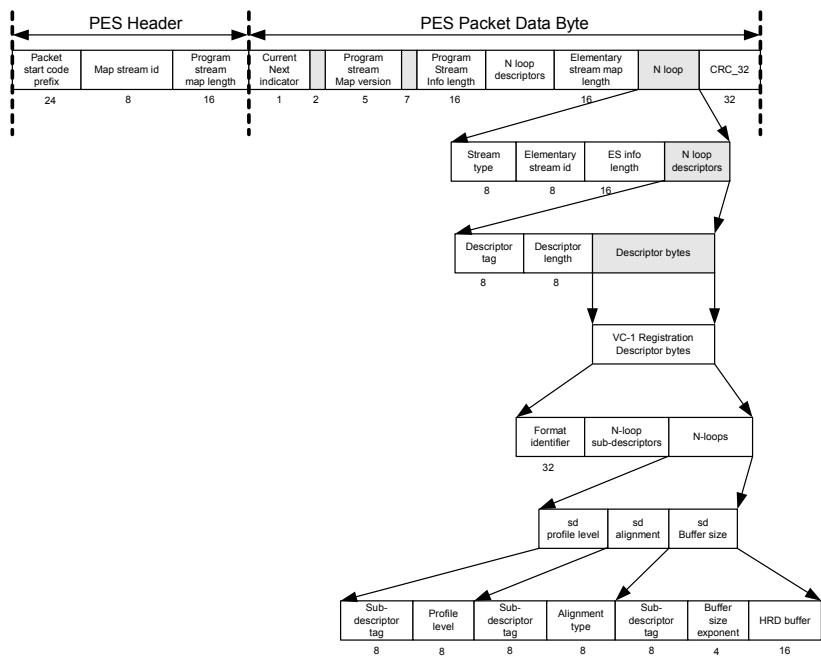 PES Header
PES Packet Data Byte
Packet
start code
prefix
Map stream id
Program
stream
map length
Current
Next
indicator
Program
stream
Map version
Program
Stream
Info length
N loop
descriptors
Elementary
stream map
length
N loop
CRC_32
24
8
16
1
2
5
7
16
16
32
Stream
type
Elementary
stream id
ES info
length
N loop
descriptors
8
8
16
Descriptor
tag
Descriptor
length
Descriptor bytes
8
8
VC-1 Registration
Descriptor bytes
Format
identifier
N-loop
sub-descriptors
N-loops
32
sd
profile level
sd
alignment
sd
Buffer size
Sub-
descriptor
tag
Profile
level
Sub-
descriptor
tag
Alignment
type
Sub-
descriptor
tag
Buffer
size
exponent
HRD buffer
8
8
8
8
8
4
16